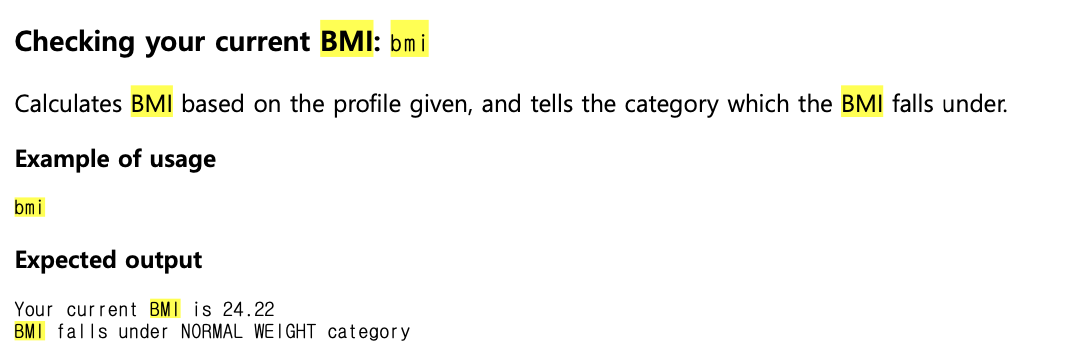 Checking your current BMI: bmi
Calculates BMI based on the profile given, and tells the category which the BMI falls under.
Example of usage
bmi
Expected output
Your current BMI is 24.22
BMI falls under NORMAL WEIGHT category